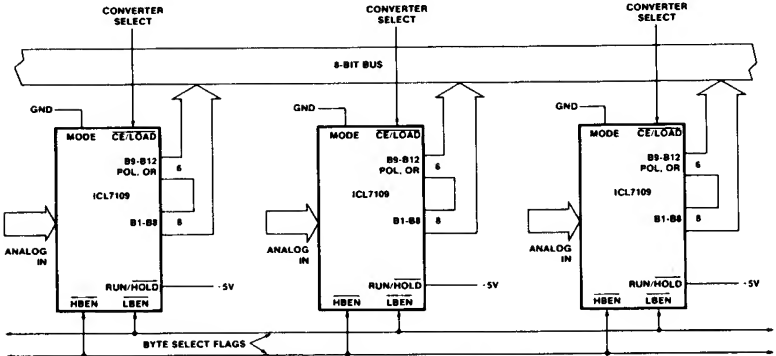 CONVERTER
SELECT
CONVERTER
SELECT
CONVERTER
SELECT
8-BIT BUS
GND
MODE
CE/LOAD
B9-B12
POL, OR
6
ICL7109
B1-B8
8
ANALOG
IN
RUN/HOLD
-5V
HBEN
LBEN
GND
MODE
CE/LOAD
B9-B12
POL, OR
6
ICL7109
B1-B8
8
ANALOG
IN
RUN/HOLD
-5V
HBEN
LBEN
GND
MODE
CE/LOAD
B9-B12
POL, OR
6
ICL7109
B1-B8
8
ANALOG
IN
RUN/HOLD
-5V
HBEN
LBEN
BYTE SELECT FLAGS